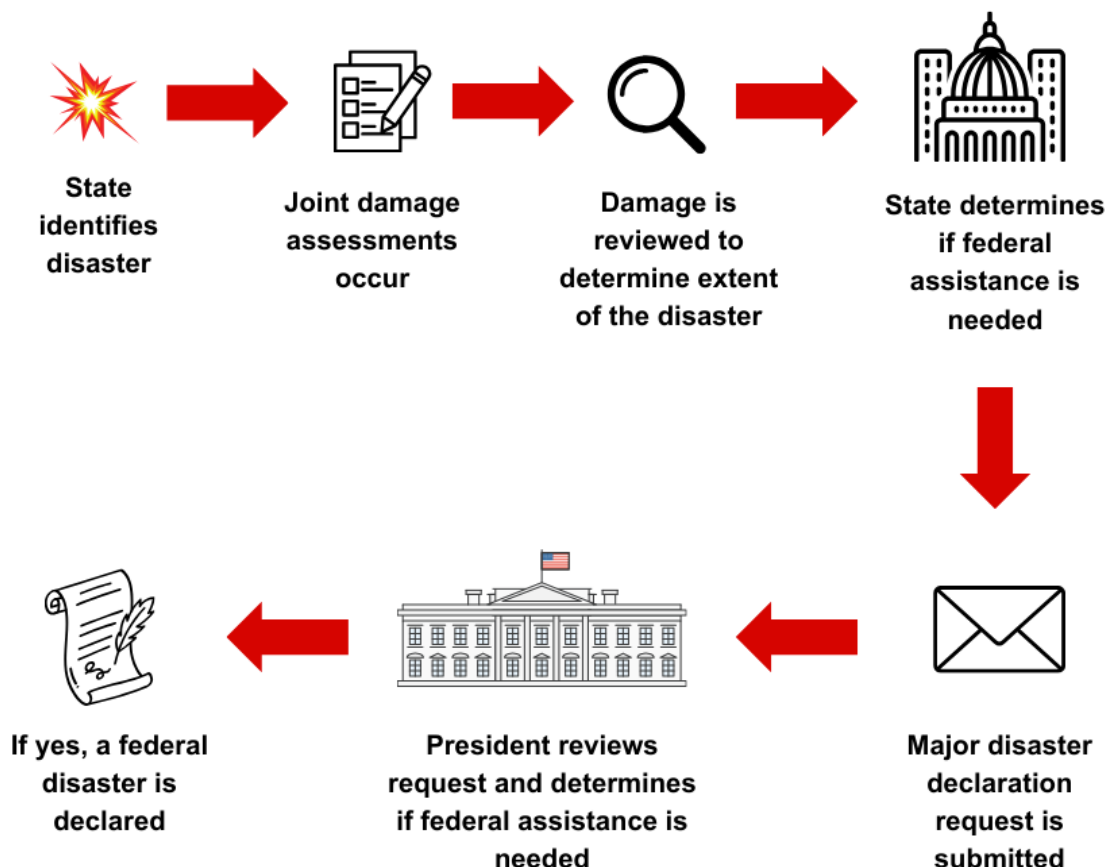 State
identifies
disaster
Joint damage
assessments
occur
Damage is
reviewed to
determine extent
of the disaster
State determines
if federal
assistance is
needed
Major disaster
declaration
request is
submitted
President reviews
request and determines
if federal assistance is
needed
If yes, a federal
disaster is
declared